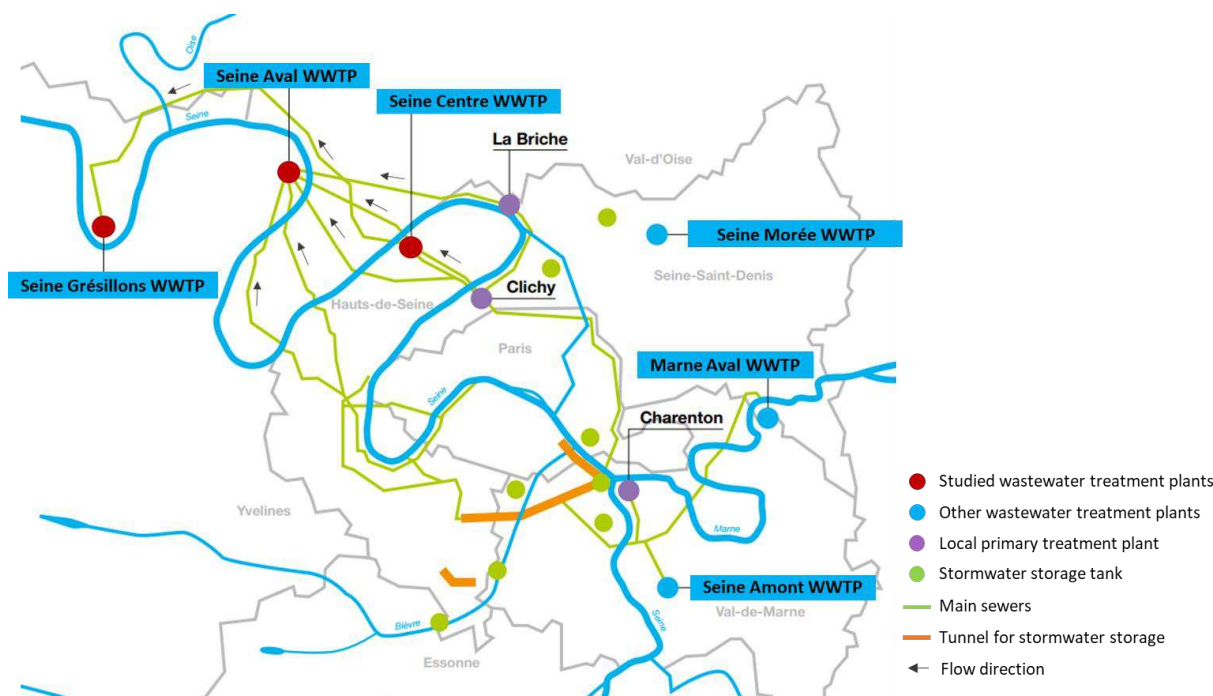 Oise
Seine Aval WWTP
Seine Centre WWTP
Seine
La Briche
Val-d'Oise
Seine Morée WWTP
Seine-Saint-Denis
Seine Grésillons WWTP
Clichy
Hauts-de-Seine
Paris
Marne Aval WWTP
Seine
Charenton
Yvelines
Marne
Seine Amont WWTP
Val-de-Marne
Seine
Bièvre
Essonne
Studied wastewater treatment plants
Other wastewater treatment plants
Local primary treatment plant
Stormwater storage tank
Main sewers
Tunnel for stormwater storage
Flow direction